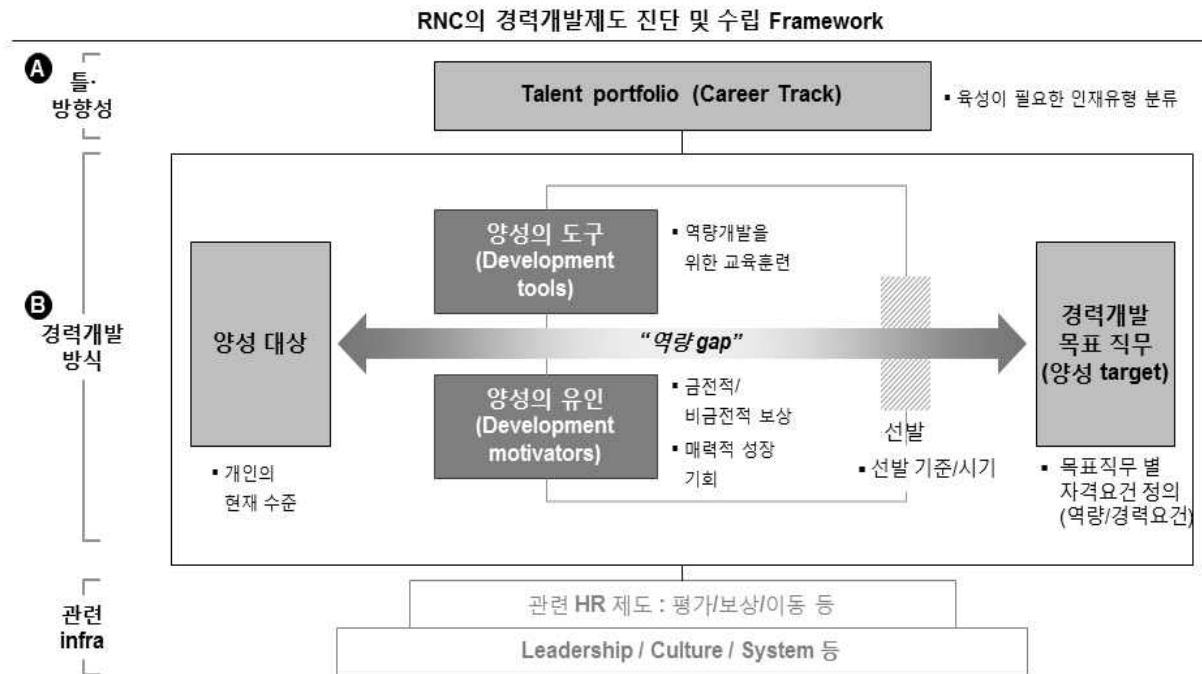 RNC의 경력개발제도 진단 및 수립 Framework
A
틀·
방향성
Talent portfolio (Career Track)
▪ 육성이 필요한 인재유형 분류
B
경력개발
방식
양성 대상
▪ 개인의
현재 수준
양성의 도구
(Development
tools)
▪ 역량개발을
위한 교육훈련
“역량 gap”
양성의 유인
(Development
motivators)
▪ 금전적/
비금전적 보상
▪ 매력적 성장
기회
선발
▪ 선발 기준/시기
경력개발
목표 직무
(양성 target)
▪ 목표직무 별
자격요건 정의
(역량/경력요건)
관련
infra
관련 HR 제도 : 평가/보상/이동 등
Leadership / Culture / System 등